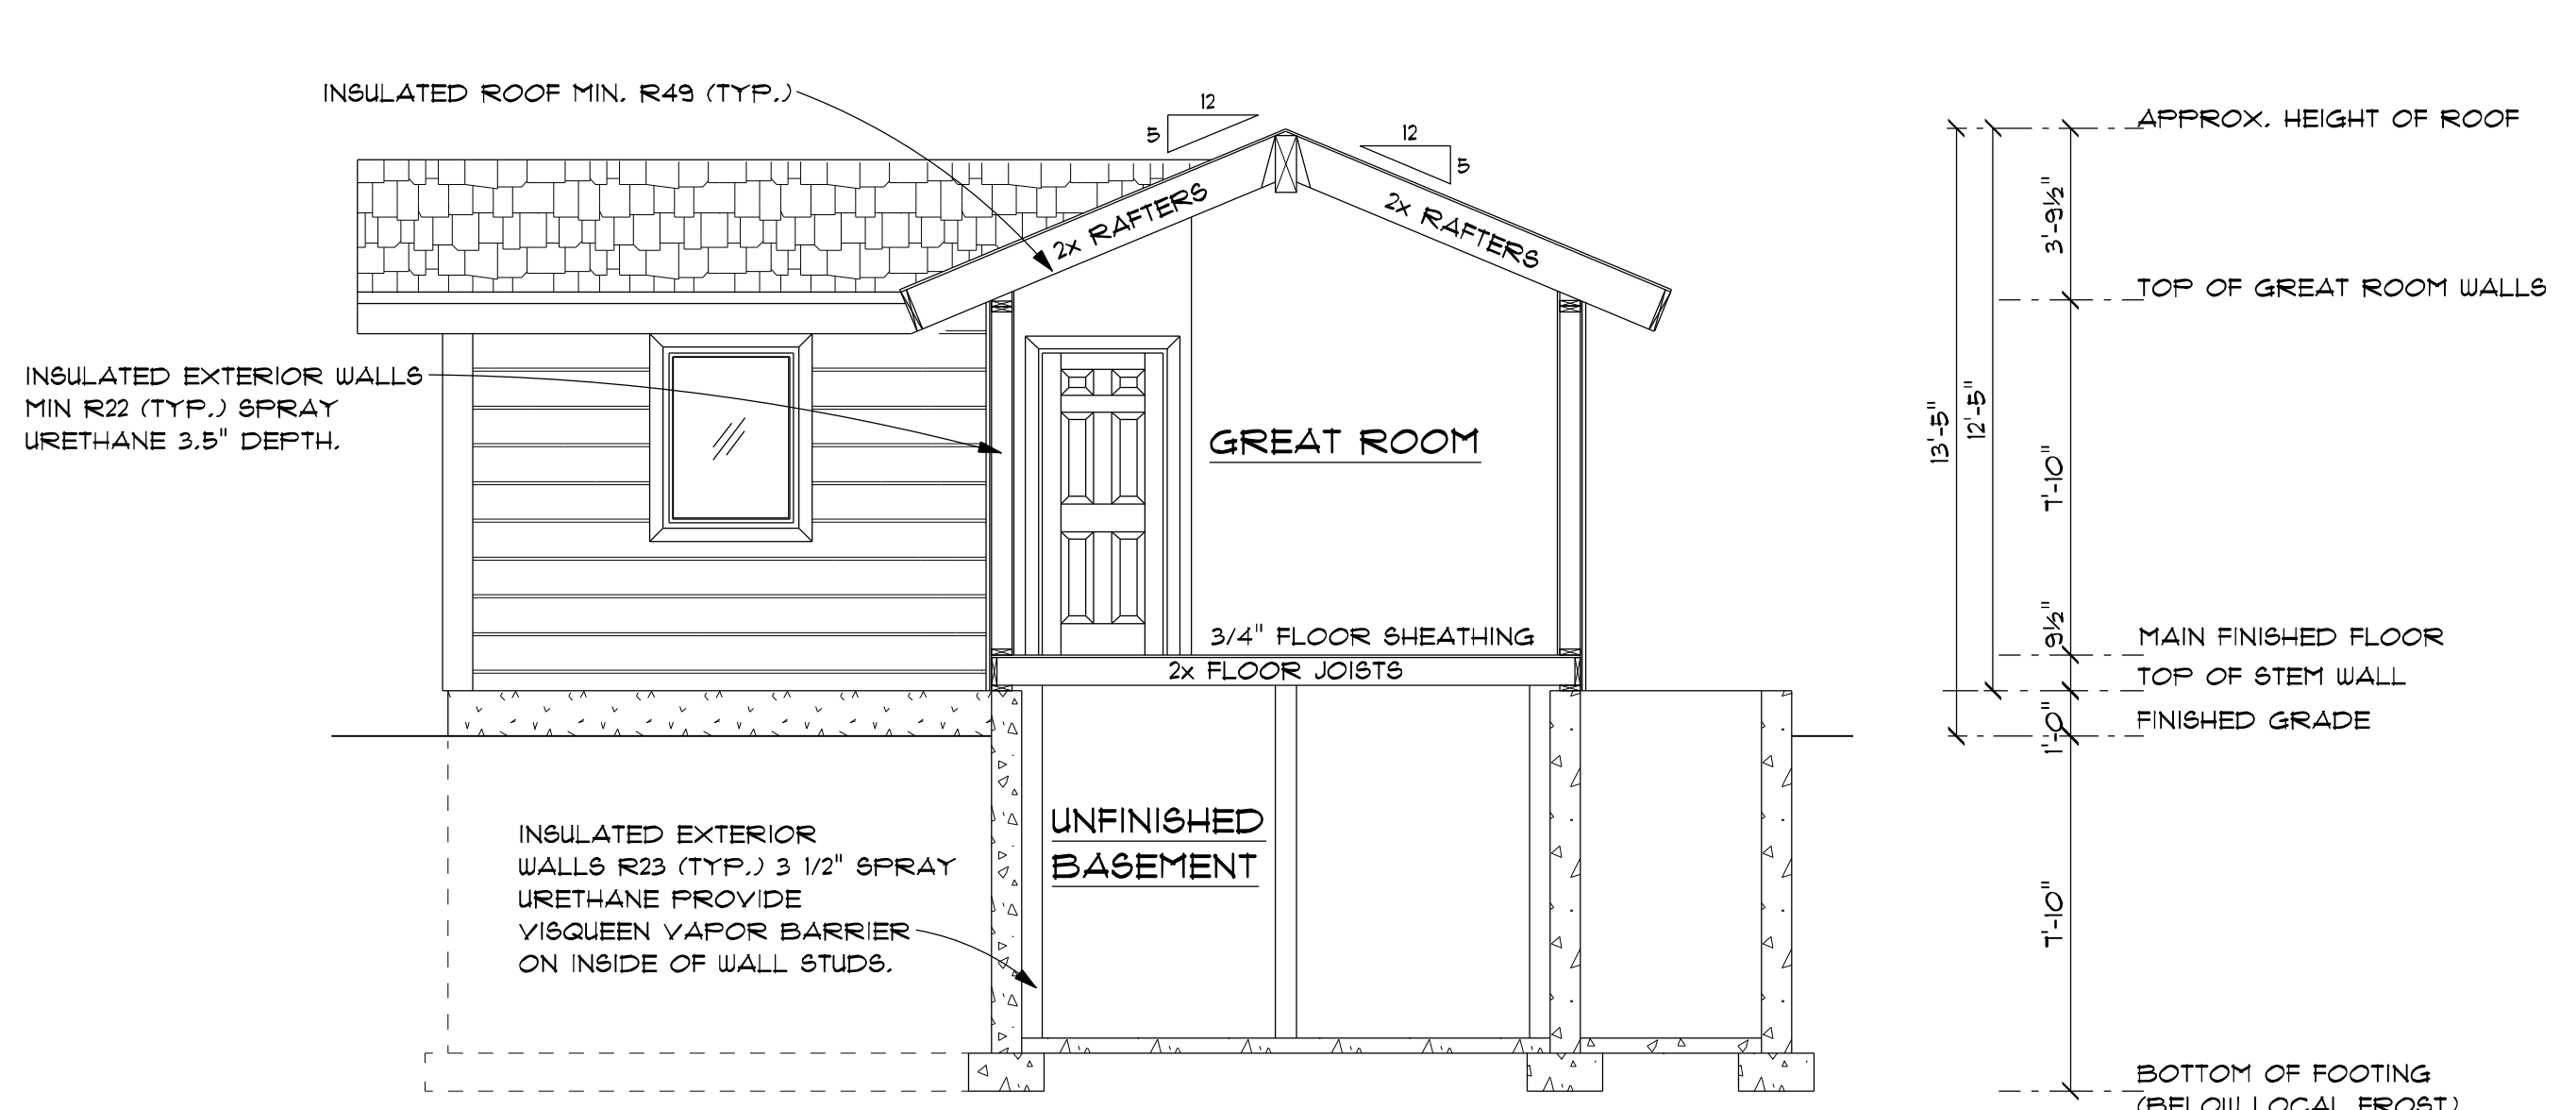 INSULATED ROOF MIN. R49 (TYP.)
12
5
12
5
2x RAFTERS
2x RAFTERS
INSULATED EXTERIOR WALLS
MIN R22 (TYP.) SPRAY
URETHANE 3.5" DEPTH.
GREAT ROOM
3/4" FLOOR SHEATHING
2x FLOOR JOISTS
INSULATED EXTERIOR
WALLS R23 (TYP.) 3 1/2" SPRAY
URETHANE PROVIDE
VISQUEEN VAPOR BARRIER
ON INSIDE OF WALL STUDS.
UNFINISHED
BASEMENT
13'-5"
12'-5"
3'-9½"
7'-10"
9½"
1'-0"
7'-10"
APPROX. HEIGHT OF ROOF
TOP OF GREAT ROOM WALLS
MAIN FINISHED FLOOR
TOP OF STEM WALL
FINISHED GRADE
BOTTOM OF FOOTING
(BELOW LOCAL FROST)